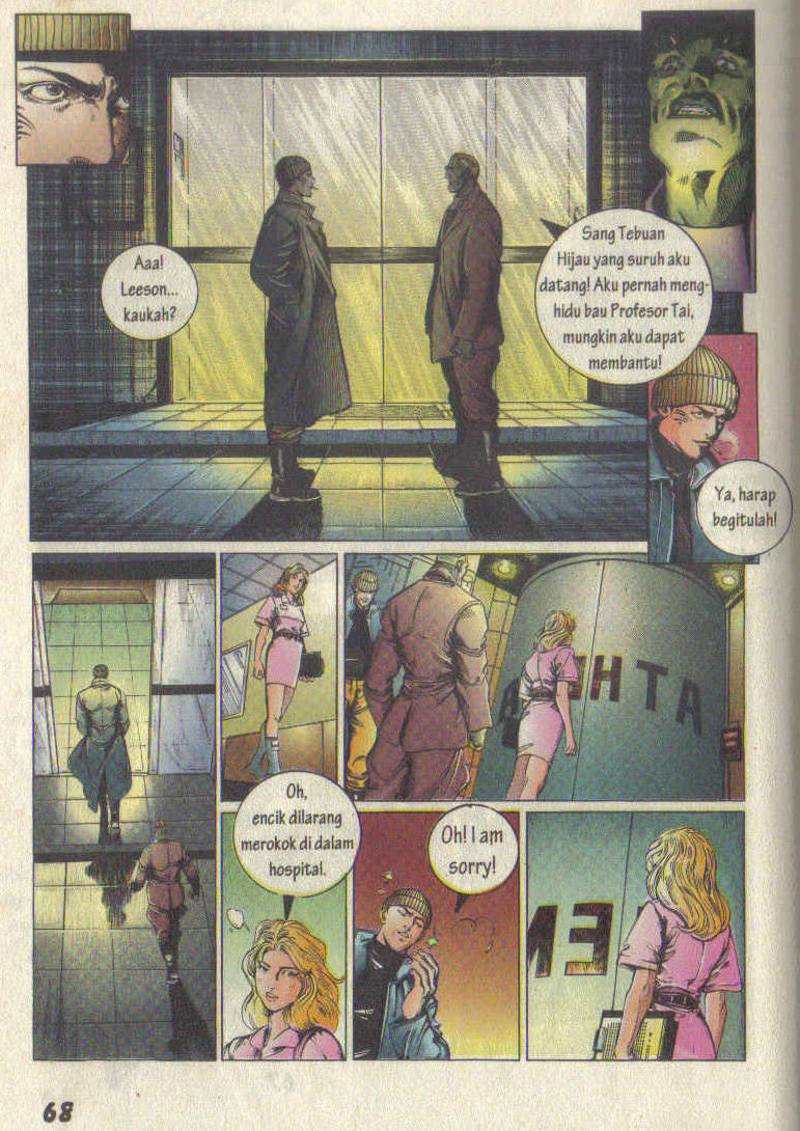 Aaa!
Leeson...
kaukah?
Sang Tebuan
Hijau yang suruh aku
datang! Aku pernah meng-
hidu bau Profesor Tai,
mungkin aku dapat
membantu!
Ya, harap
begitulah!
HTA
Oh,
encik dilarang
merokok di dalam
hospital.
Oh! I am
sorry!
68